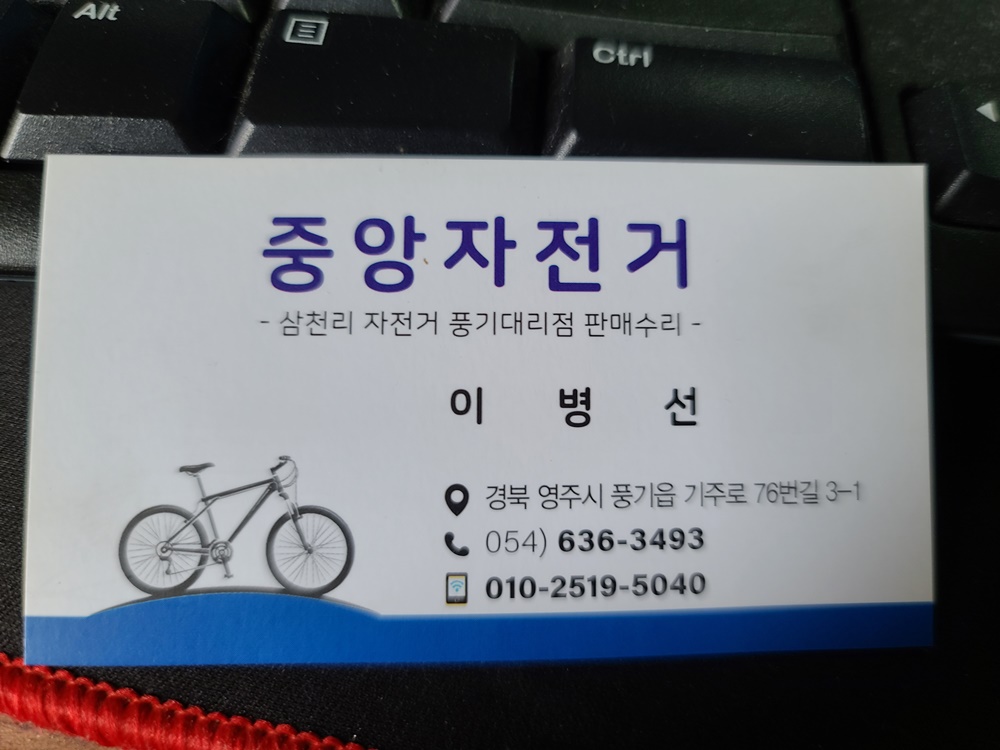 Alt
Ctrl
중앙자전거
- 삼천리 자전거 풍기대리점 판매수리 -
이 병 선
경북 영주시 풍기읍 기주로 76번길 3-1
054) 636-3493
010-2519-5040